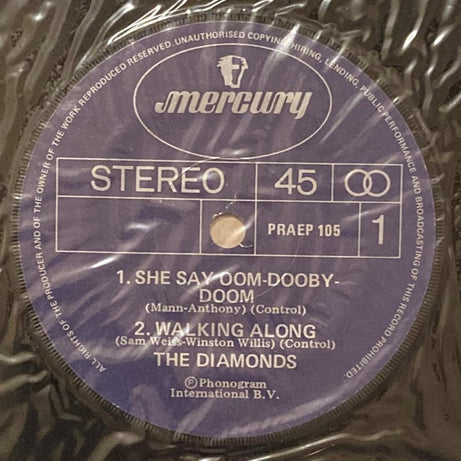 ALL RIGHTS OF THE PRODUCER AND OF THE OWNER OF THE WORK REPRODUCED RESERVED. UNAUTHORISED COPYING, HIRING, LENDING, PUBLIC PERFORMANCE AND BROADCASTING OF THIS RECORD PROHIBITED.
mercury
STEREO 45
PRAEP 105 1
1. SHE SAY OOM-DOOBY-
DOOM
(Mann-Anthony) (Control)
2. WALKING ALONG
(Sam Weiss-Winston Willis) (Control)
THE DIAMONDS
Ⓟ Phonogram
International B.V.